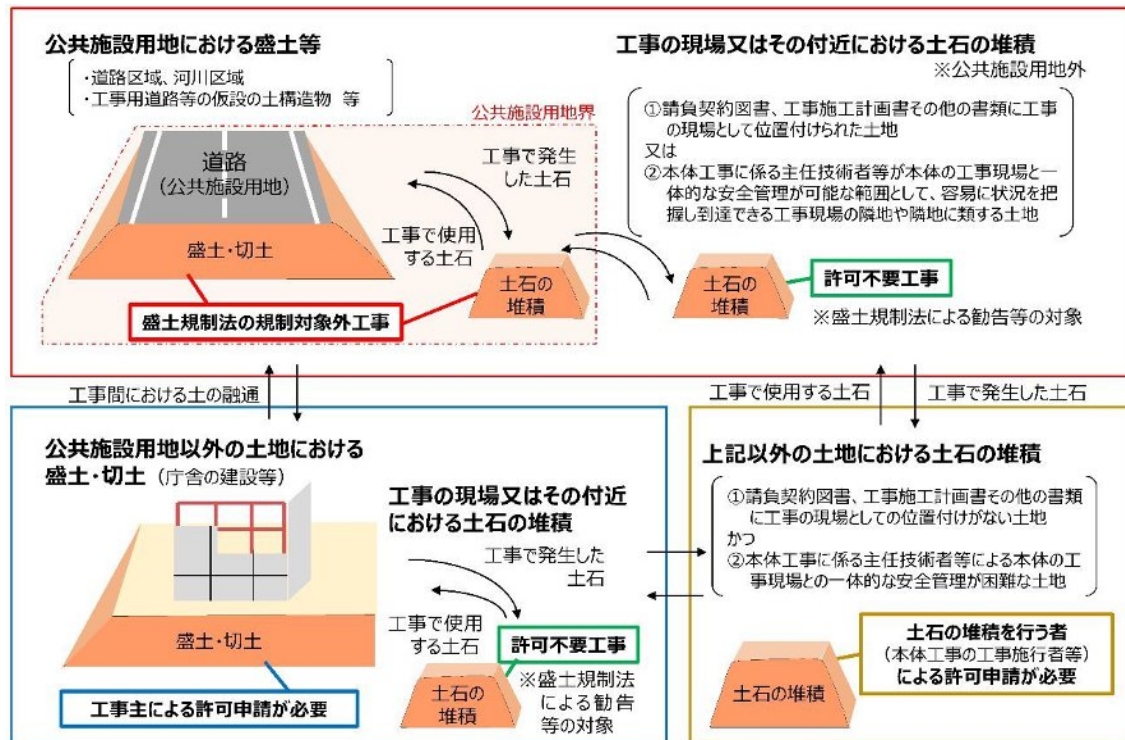 公共施設用地における盛土等
・道路区域、河川区域
・工事用道路等の仮設の土構造物 等
公共施設用地界
道路
（公共施設用地）
盛土・切土
工事で発生
した土石
工事で使用
する土石
土石の
堆積
盛土規制法の規制対象外工事
工事の現場又はその付近における土石の堆積
※公共施設用地外
①請負契約図書、工事施工計画書その他の書類に工事
の現場として位置付けられた土地
又は
②本体工事に係る主任技術者等が本体の工事現場と一
体的な安全管理が可能な範囲として、容易に状況を把
握し到達できる工事現場の隣地や隣地に類する土地
土石の
堆積
許可不要工事
※盛土規制法による勧告等の対象
工事間における土の融通
工事で使用する土石
工事で発生した土石
公共施設用地以外の土地における
盛土・切土（庁舎の建設等）
盛土・切土
工事主による許可申請が必要
工事の現場又はその付近
における土石の堆積
工事で発生した
土石
工事で使用
する土石
許可不要工事
土石の
堆積
※盛土規制法
による勧告
等の対象
上記以外の土地における土石の堆積
①請負契約図書、工事施工計画書その他の書類
に工事の現場としての位置付けがない土地
かつ
②本体工事に係る主任技術者等による本体の工
事現場との一体的な安全管理が困難な土地
土石の堆積
土石の堆積を行う者
（本体工事の工事施行者等）
による許可申請が必要